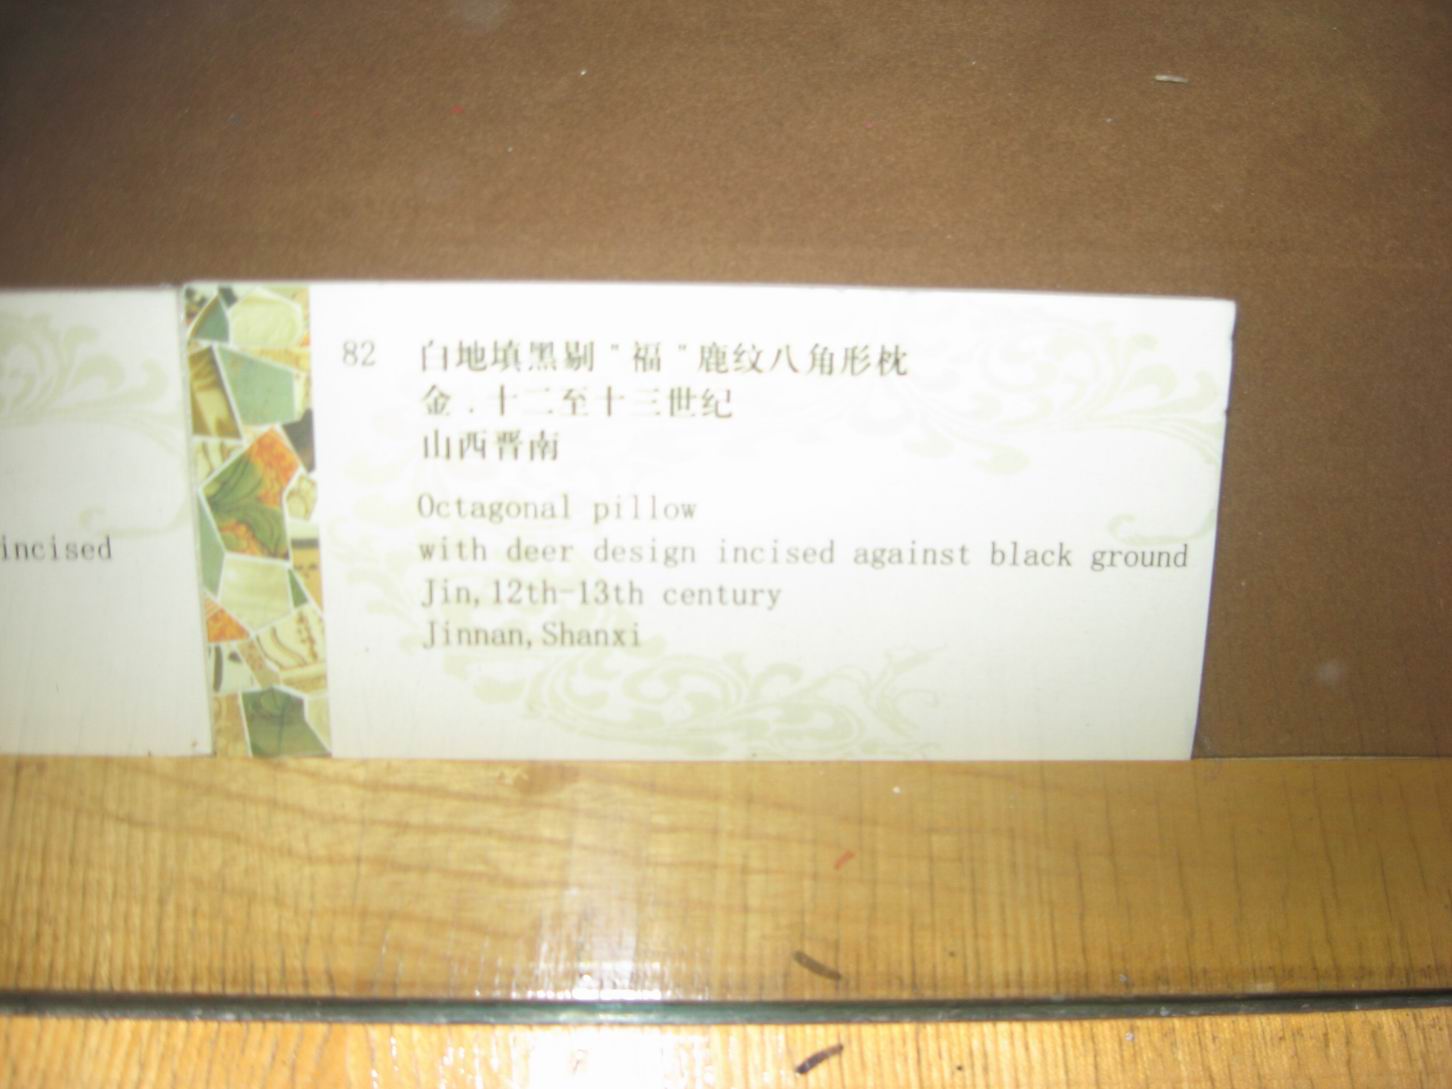 incised
82 白地填黑剔"福"鹿纹八角形枕
金.十二至十三世纪
山西晋南
Octagonal pillow
with deer design incised against black ground
Jin,12th-13th century
Jinnan,Shanxi